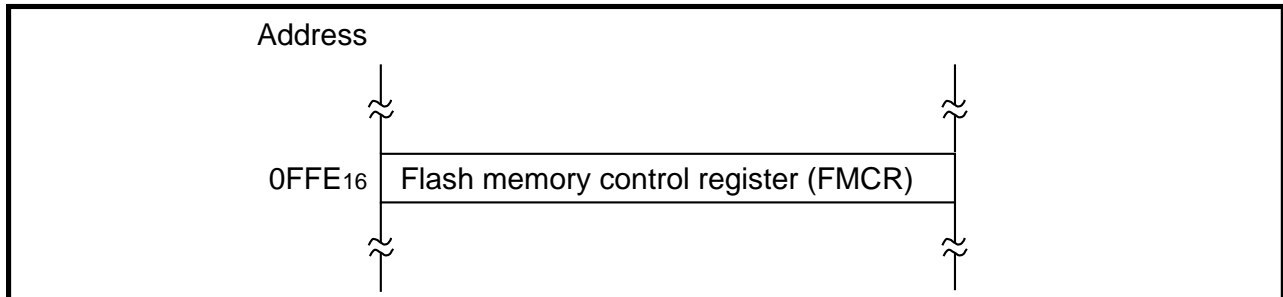 Address
0FFE16 Flash memory control register (FMCR)